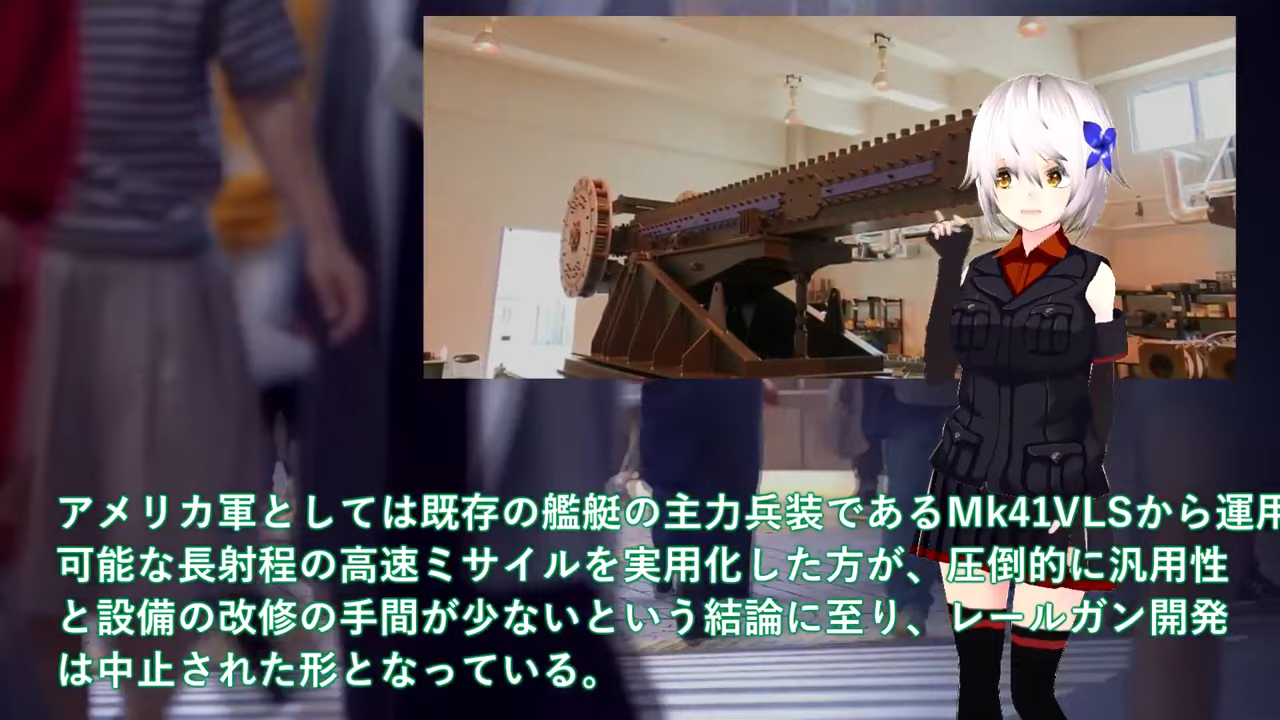 アメリカ軍としては既存の艦艇の主力兵装であるMk41VLSから運用
可能な長射程の高速ミサイルを実用化した方が、圧倒的に汎用性
と設備の改修の手間が少ないという結論に至り、レールガン開発
は中止された形となっている。